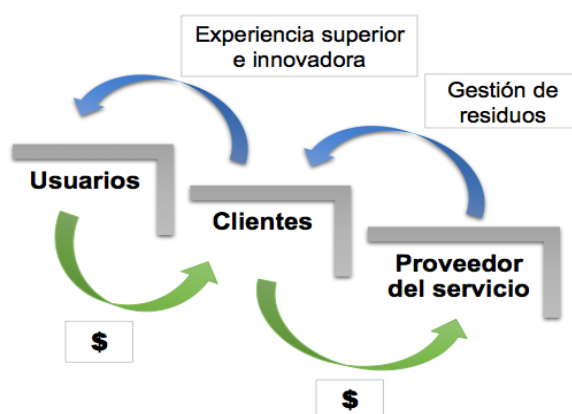 Experiencia superior
e innovadora
Gestión de
residuos
Usuarios
Clientes
Proveedor
del servicio
$
$